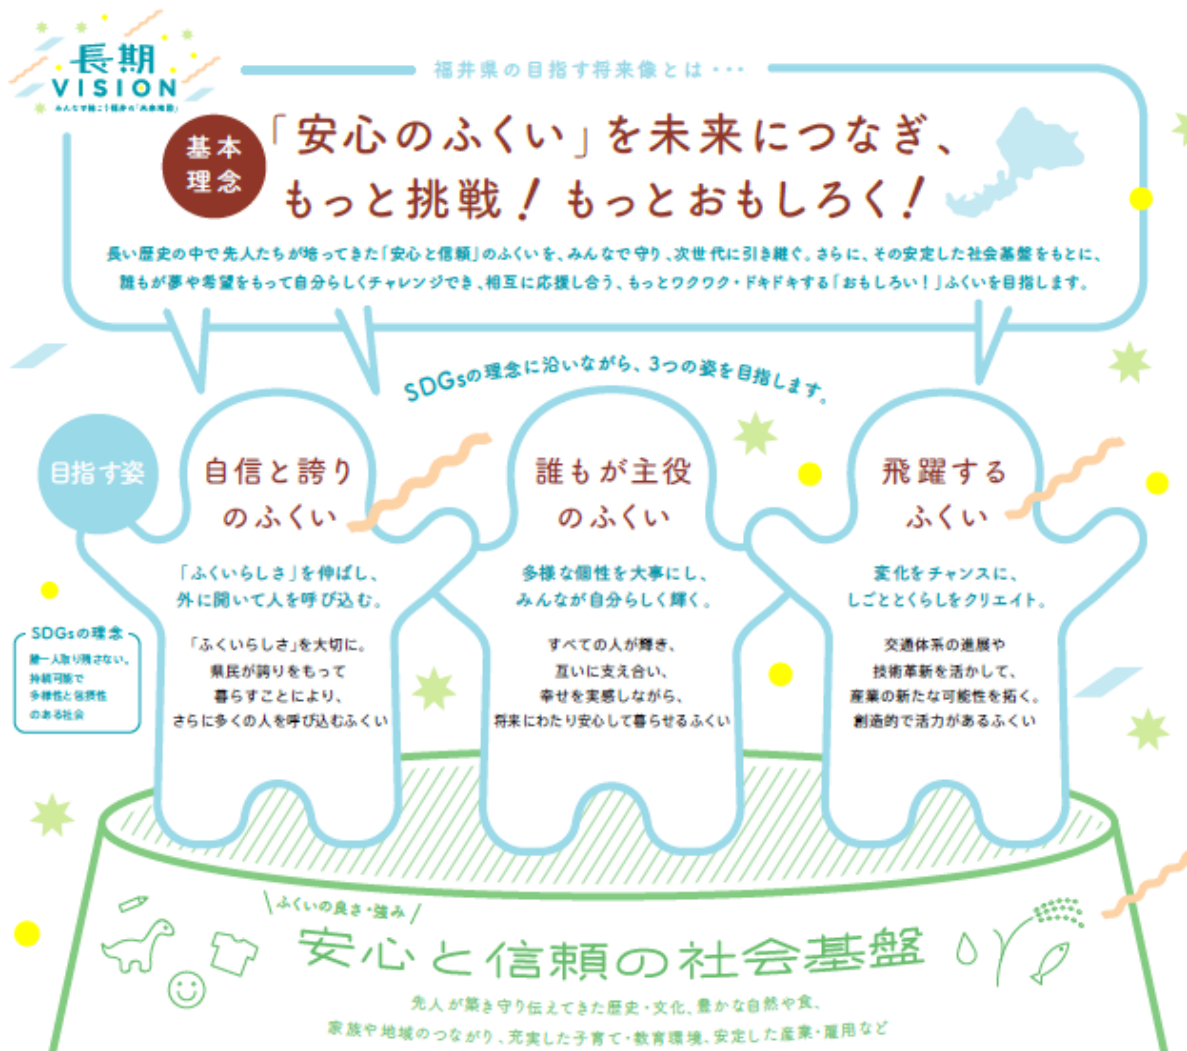 長期
VISION
みんなで描こう福井の「未来地図」
福井県の目指す将来像とは・・・
基本
理念
「安心のふくい」を未来につなぎ、
もっと挑戦！もっとおもしろく！
長い歴史の中で先人たちが培ってきた「安心と信頼」のふくいを、みんなで守り、次世代に引き継ぐ。さらに、その安定した社会基盤をもとに、
誰もが夢や希望をもって自分らしくチャレンジでき、相互に応援し合う、もっとワクワク・ドキドキする「おもしろい！」ふくいを目指します。
SDGsの理念に沿いながら、3つの姿を目指します。
目指す姿
自信と誇り
のふくい
「ふくいらしさ」を伸ばし、
外に開いて人を呼び込む。
「ふくいらしさ」を大切に。
県民が誇りをもって
暮らすことにより、
さらに多くの人を呼び込むふくい
誰もが主役
のふくい
多様な個性を大事にし、
みんなが自分らしく輝く。
すべての人が輝き、
互いに支え合い、
幸せを実感しながら、
将来にわたり安心して暮らせるふくい
飛躍する
ふくい
変化をチャンスに、
しごととくらしをクリエイト。
交通体系の進展や
技術革新を活かして、
産業の新たな可能性を拓く。
創造的で活力があるふくい
SDGsの理念
誰一人取り残さない、
持続可能で
多様性と包摂性
のある社会
ふくいの良さ・強み
安心と信頼の社会基盤
先人が築き守り伝えてきた歴史・文化、豊かな自然や食、
家族や地域のつながり、充実した子育て・教育環境、安定した産業・雇用など